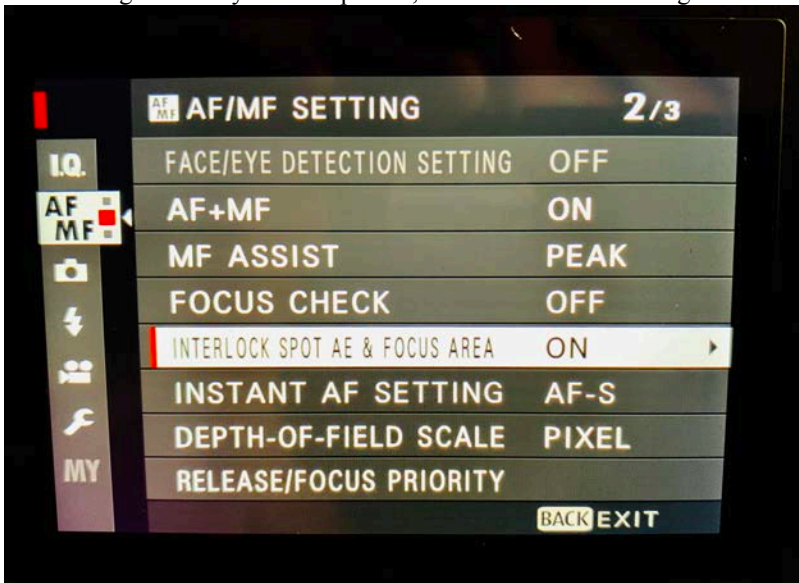 AF MF AF/MF SETTING 2/3
I.Q. FACE/EYE DETECTION SETTING OFF
AF MF AF+MF ON
MF ASSIST PEAK
FOCUS CHECK OFF
INTERLOCK SPOT AE & FOCUS AREA ON
INSTANT AF SETTING AF-S
DEPTH-OF-FIELD SCALE PIXEL
MY RELEASE/FOCUS PRIORITY
BACK EXIT